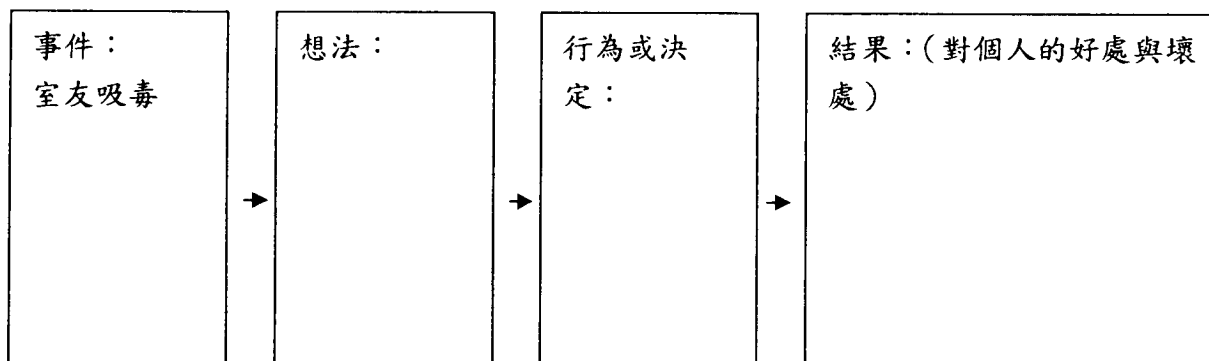 事件：
室友吸毒
想法：
行為或決
定：
結果：(對個人的好處與壞
處)